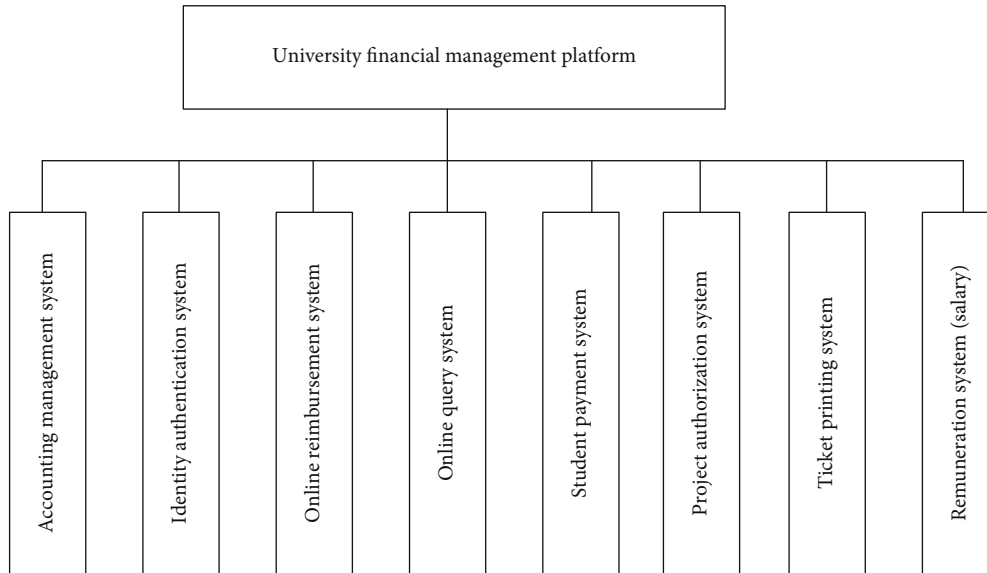 University financial management platform
Accounting management system
Identity authentication system
Online reimbursement system
Online query system
Student payment system
Project authorization system
Ticket printing system
Remuneration system (salary)